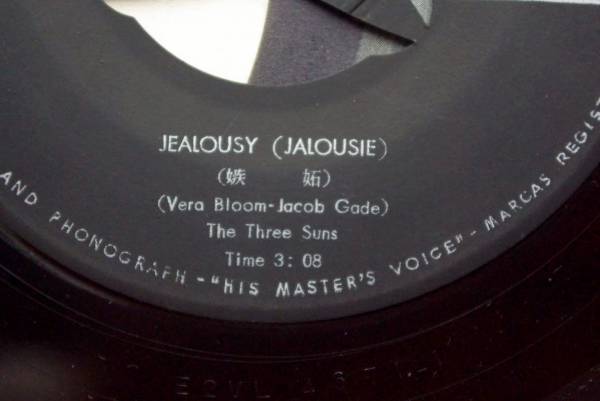 JEALOUSY (JALOUSIE)
(嫉 妬)
(Vera Bloom-Jacob Gade)
The Three Suns
Time 3:08
AND PHONOGRAPH - "HIS MASTER'S VOICE" - MARCAS REGIST